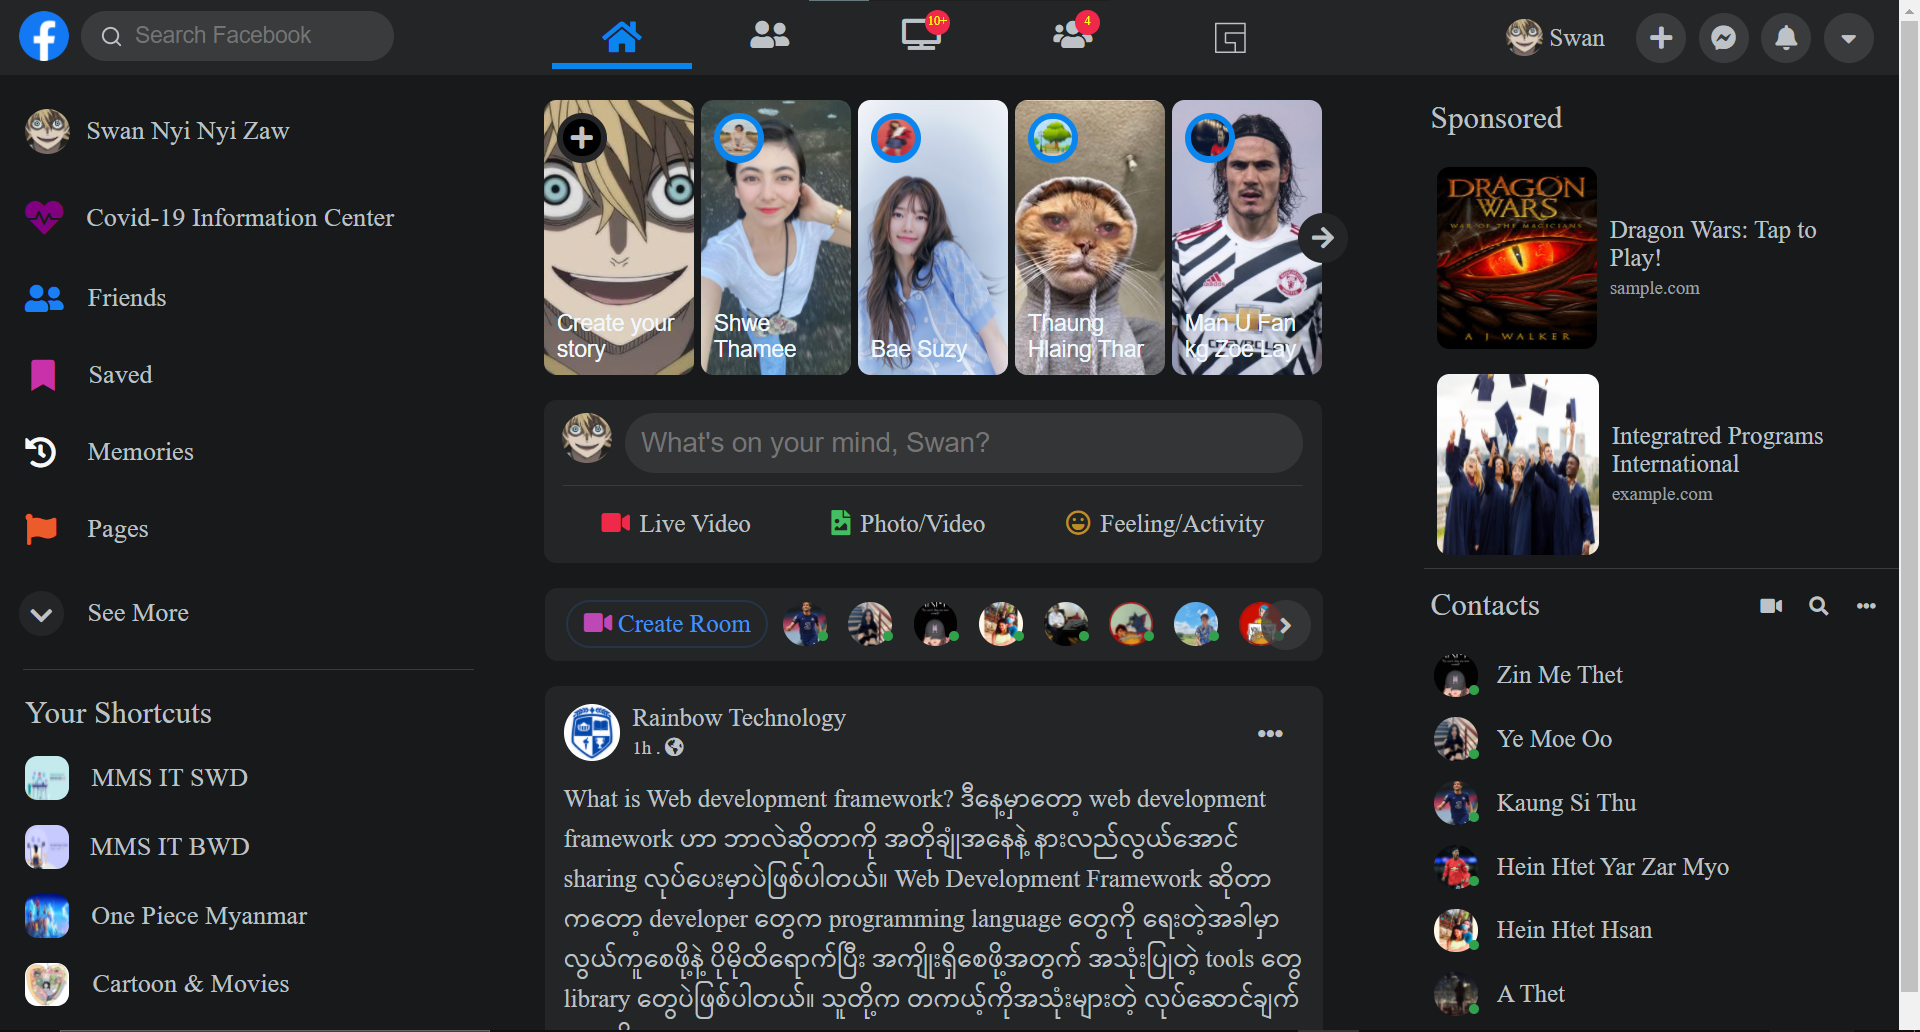 Search Facebook
10+
4
Swan
Swan Nyi Nyi Zaw
Covid-19 Information Center
Friends
Saved
Memories
Pages
See More
Your Shortcuts
MMS IT SWD
MMS IT BWD
One Piece Myanmar
Cartoon & Movies
Create your
story
Shwe
Thamee
Bae Suzy
Thaung
Hlaing Thar
Man U Fan
kg Zoe Lay
What's on your mind, Swan?
Live Video
Photo/Video
Feeling/Activity
Create Room
Rainbow Technology
1h .
What is Web development framework? ဒီနေ့မှာတော့ web development
framework ဟာ ဘာလဲဆိုတာကို အတိုချုံးအနေနဲ့ နားလည်လွယ်အောင်
sharing လုပ်ပေးမှာပဲဖြစ်ပါတယ်။ Web Development Framework ဆိုတာ
ကတော့ developer တွေက programming language တွေကို ရေးတဲ့အခါမှာ
လွယ်ကူစေဖို့နဲ့ ပိုမိုထိရောက်ပြီး အကျိုးရှိစေဖို့အတွက် အသုံးပြုတဲ့ tools တွေ
library တွေပဲဖြစ်ပါတယ်။ သူတို့က တကယ့်ကိုအသုံးများတဲ့ လုပ်ဆောင်ချက်
Sponsored
DRAGON
WARS
WAR OF THE MAGICIANS
A J WALKER
Dragon Wars: Tap to
Play!
sample.com
Integratred Programs
International
example.com
Contacts
Zin Me Thet
Ye Moe Oo
Kaung Si Thu
Hein Htet Yar Zar Myo
Hein Htet Hsan
A Thet